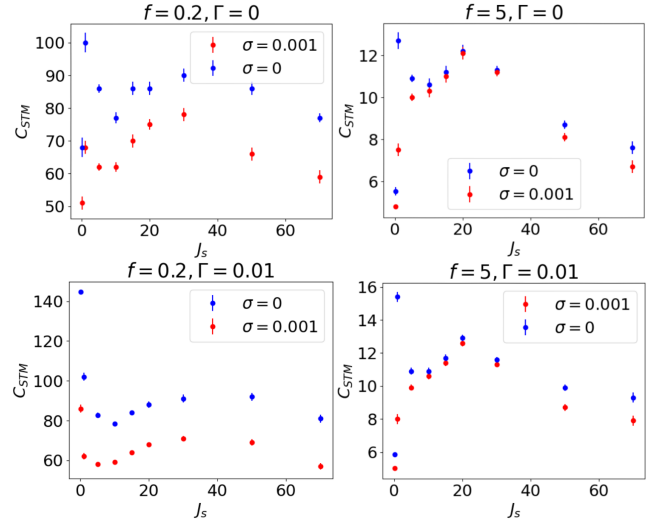 f = 0.2, Γ = 0
100
90
80
70
60
50
C_STM
σ = 0.001
σ = 0
0
20
40
60
J_s
f = 5, Γ = 0
12
10
8
6
C_STM
σ = 0
σ = 0.001
0
20
40
60
J_s
f = 0.2, Γ = 0.01
140
120
100
80
60
C_STM
σ = 0
σ = 0.001
0
20
40
60
J_s
f = 5, Γ = 0.01
16
14
12
10
8
6
C_STM
σ = 0.001
σ = 0
0
20
40
60
J_s